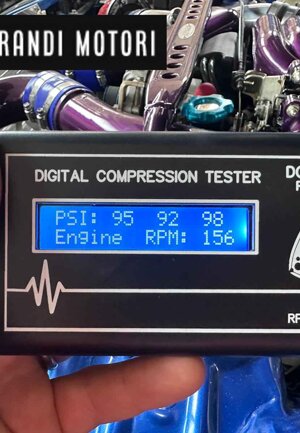 RANDI MOTORI
DIGITAL COMPRESSION TESTER
PSI: 95 92 98
Engine RPM: 156